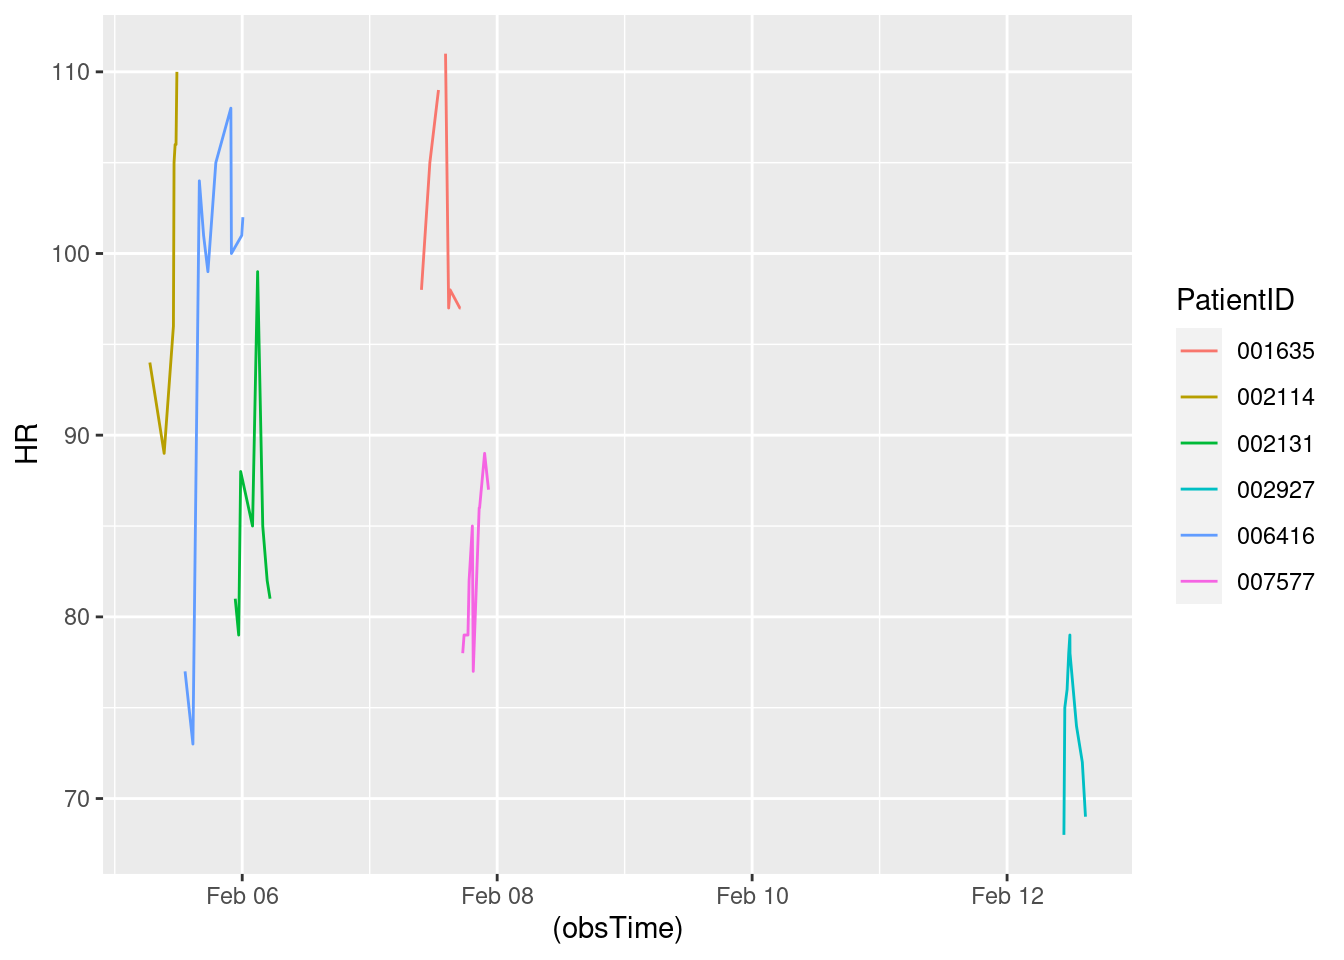 110
100
90
80
70
HR
Feb 06
Feb 08
Feb 10
Feb 12
(obsTime)
PatientID
001635
002114
002131
002927
006416
007577